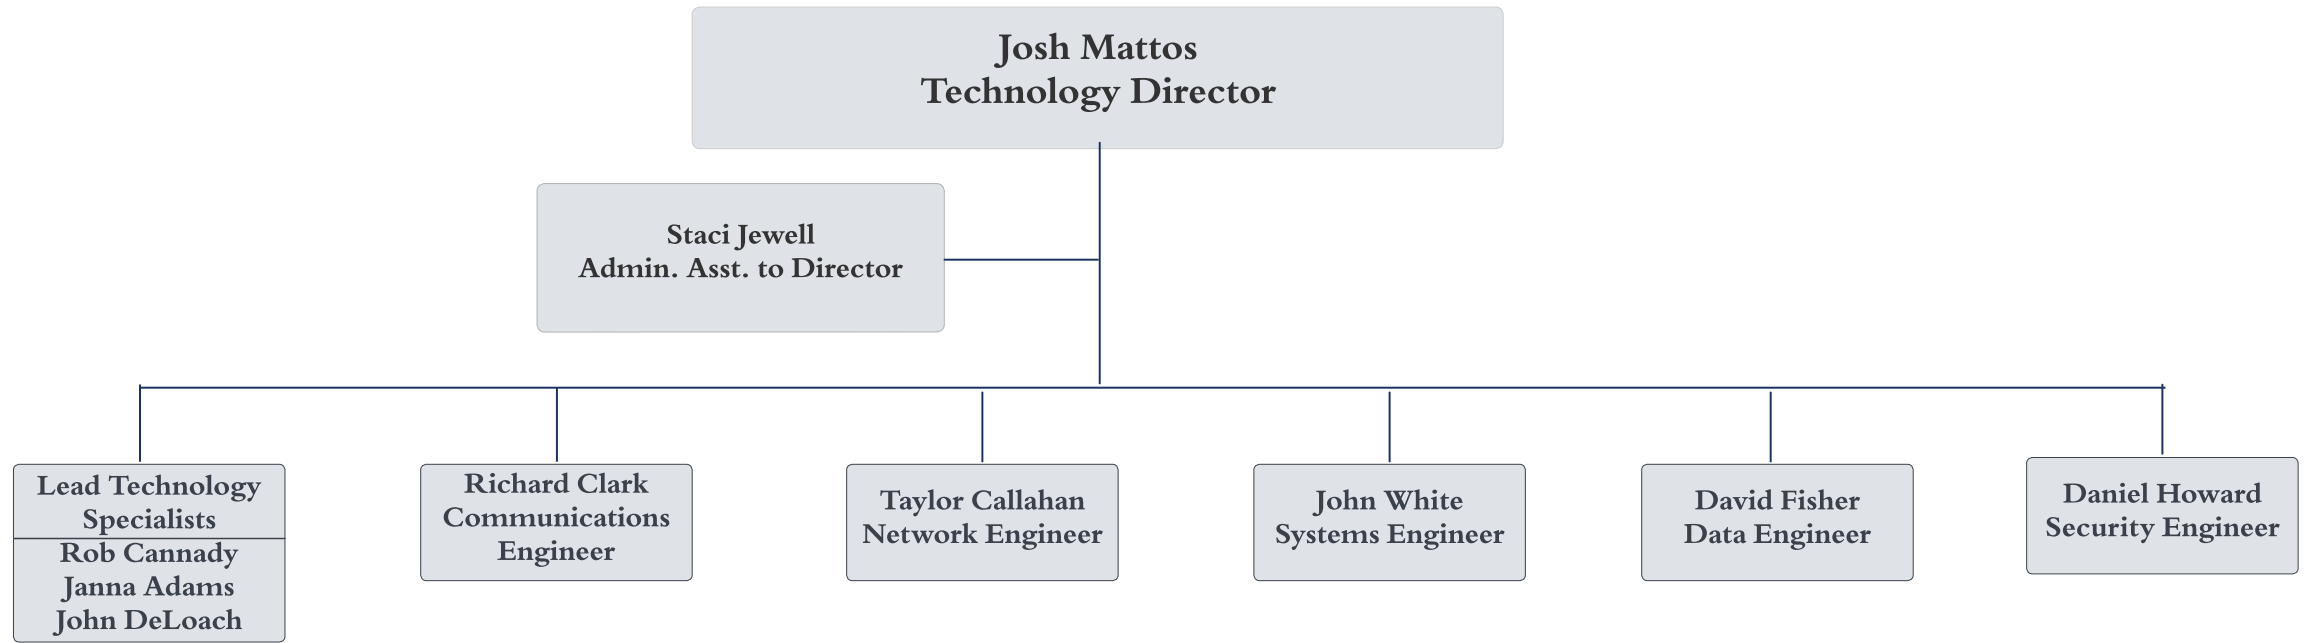 Josh Mattos
Technology Director
Staci Jewell
Admin. Asst. to Director
Lead Technology
Specialists
Rob Cannady
Janna Adams
John DeLoach
Richard Clark
Communications
Engineer
Taylor Callahan
Network Engineer
John White
Systems Engineer
David Fisher
Data Engineer
Daniel Howard
Security Engineer